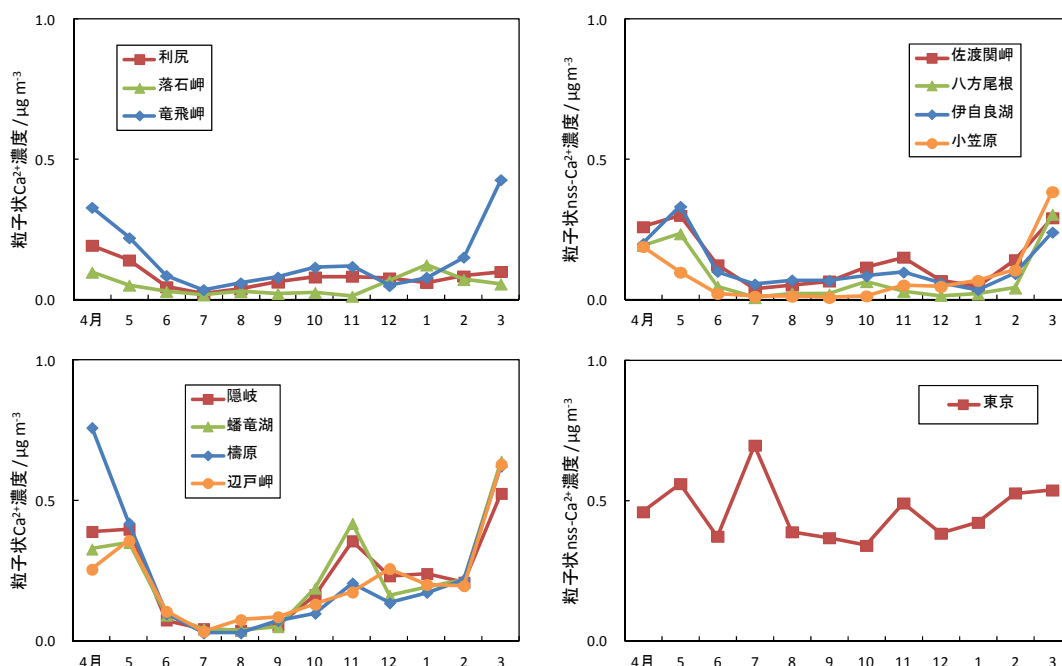 粒子状Ca²⁺濃度/μg m⁻³
1.0
0.5
0.0
利尻
落石岬
竜飛岬
4月 5 6 7 8 9 10 11 12 1 2 3
粒子状nss-Ca²⁺濃度/μg m⁻³
1.0
0.5
0.0
佐渡関岬
八方尾根
伊自良湖
小笠原
4月 5 6 7 8 9 10 11 12 1 2 3
粒子状Ca²⁺濃度/μg m⁻³
1.0
0.5
0.0
隠岐
蟠竜湖
檮原
辺戸岬
4月 5 6 7 8 9 10 11 12 1 2 3
粒子状nss-Ca²⁺濃度/μg m⁻³
1.0
0.5
0.0
東京
4月 5 6 7 8 9 10 11 12 1 2 3